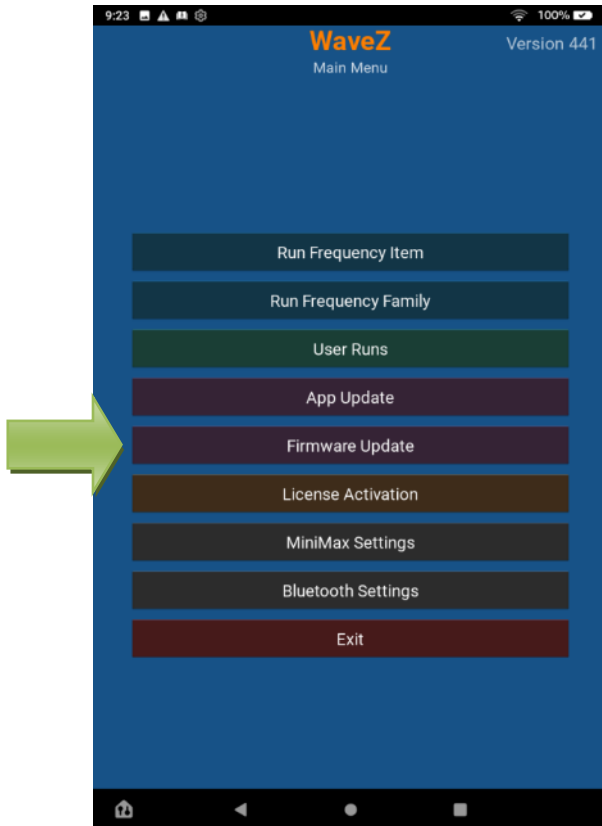 9:23 100%
WaveZ Version 441
Main Menu
Run Frequency Item
Run Frequency Family
User Runs
App Update
Firmware Update
License Activation
MiniMax Settings
Bluetooth Settings
Exit